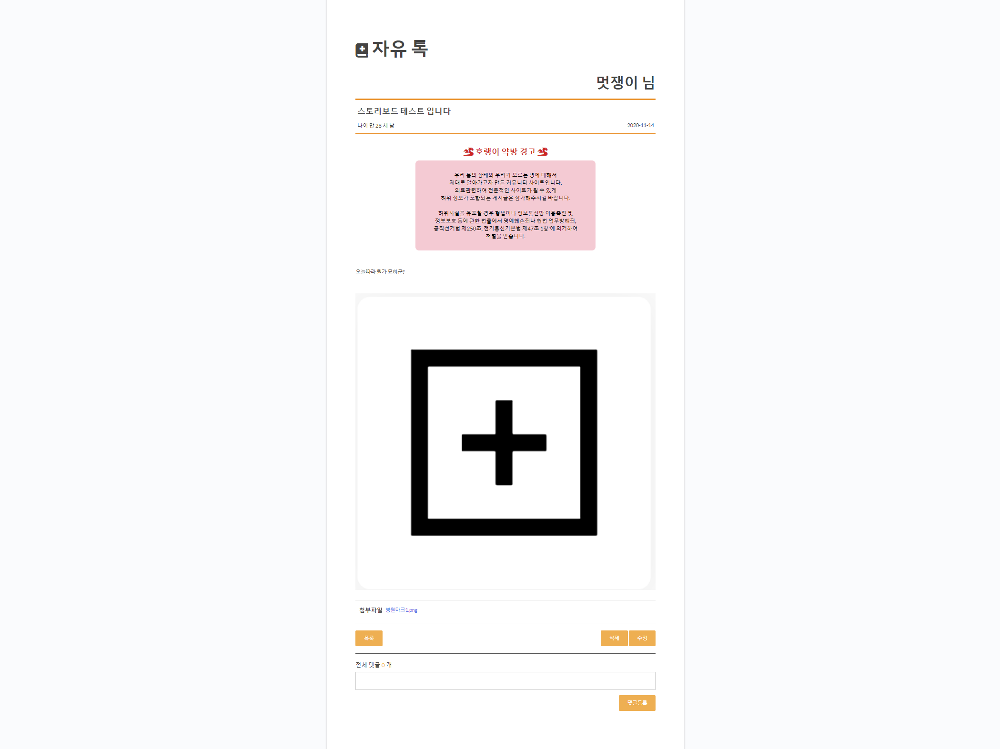 자유 톡
멋쟁이 님
스토리보드 테스트 입니다
나이 만 28 세 남
2020-11-14
호랭이 약방 경고
우리 몸의 상태와 우리가 모르는 병에 대해서
제대로 알아가고자 만든 커뮤니티 사이트입니다.
의료관련하여 전문적인 사이트가 될 수 있게
허위 정보가 포함되는 게시글은 삼가해주시길 바랍니다.
허위사실을 유포할 경우 형법이나 정보통신망 이용촉진 및
정보보호 등에 관한 법률에서 명예훼손죄나 형법 업무방해죄,
공직선거법 제250조, 전기통신기본법 제47조 1항'에 의거하여
처벌을 받습니다.
오늘따라 뭔가 묘하군?
첨부파일 병원마크1.png
목록
삭제
수정
전체 댓글 0 개
댓글등록